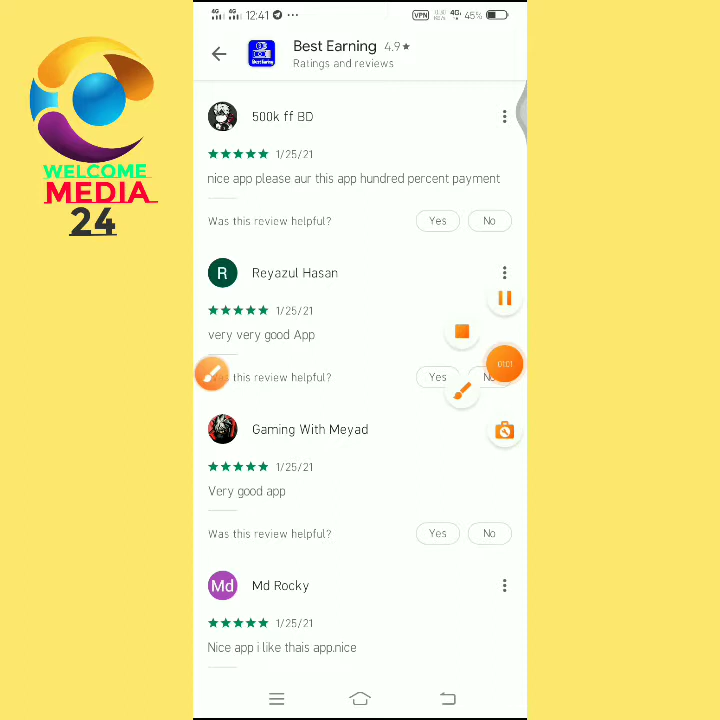 WELCOME
MEDIA
24
12:41
VPN
45%
Best Earning 4.9★
Ratings and reviews
500k ff BD
1/25/21
nice app please aur this app hundred percent payment
Was this review helpful? Yes No
R Reyazul Hasan
1/25/21
very very good App
this review helpful? Yes
01:01
Gaming With Meyad
1/25/21
Very good app
Was this review helpful? Yes No
Md Md Rocky
1/25/21
Nice app i like thais app.nice